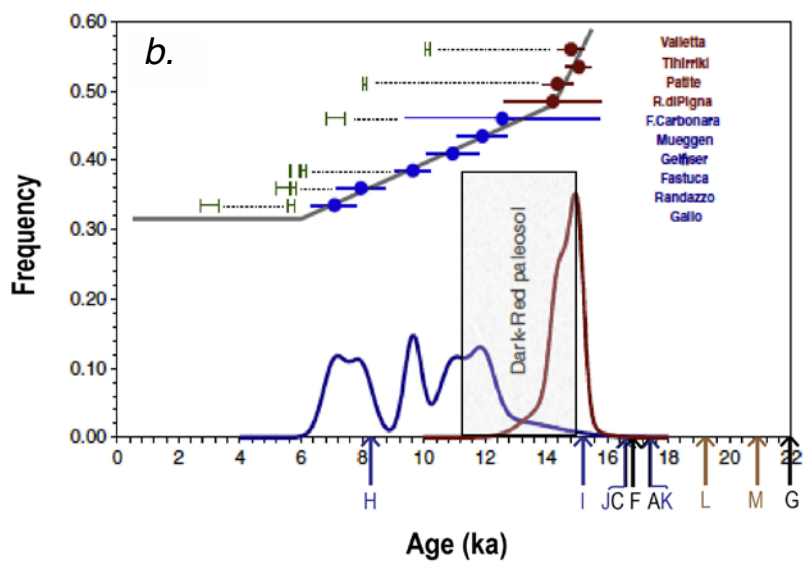 b.
0.60
0.50
0.40
0.30
0.20
0.10
0.00
Frequency
Valletta
Tihirriki
Patite
R.diPigna
F.Carbonara
Mueggen
Fastuca
Randazzo
Gallo
Dark-Red paleosol
0 2 4 6 8 10 12 14 16 18 20 22
H I J C F A K L M G
Age (ka)